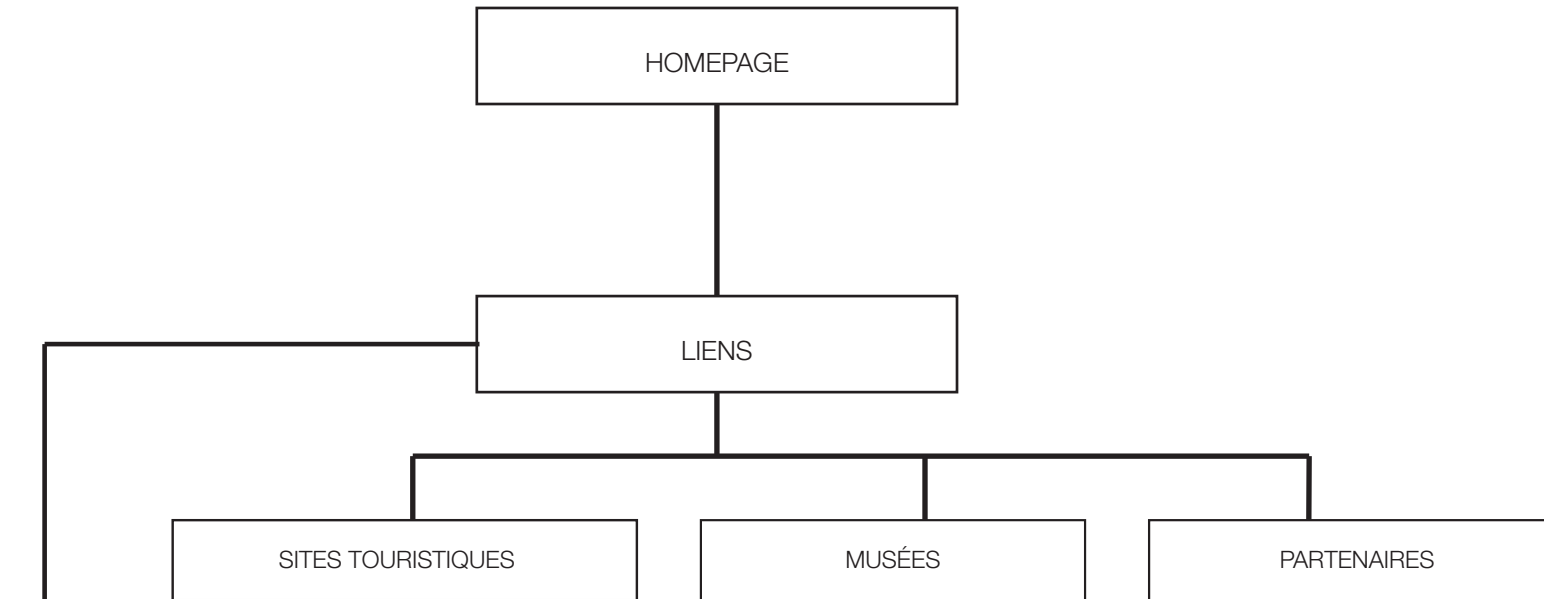 HOMEPAGE
LIENS
SITES TOURISTIQUES
MUSÉES
PARTENAIRES